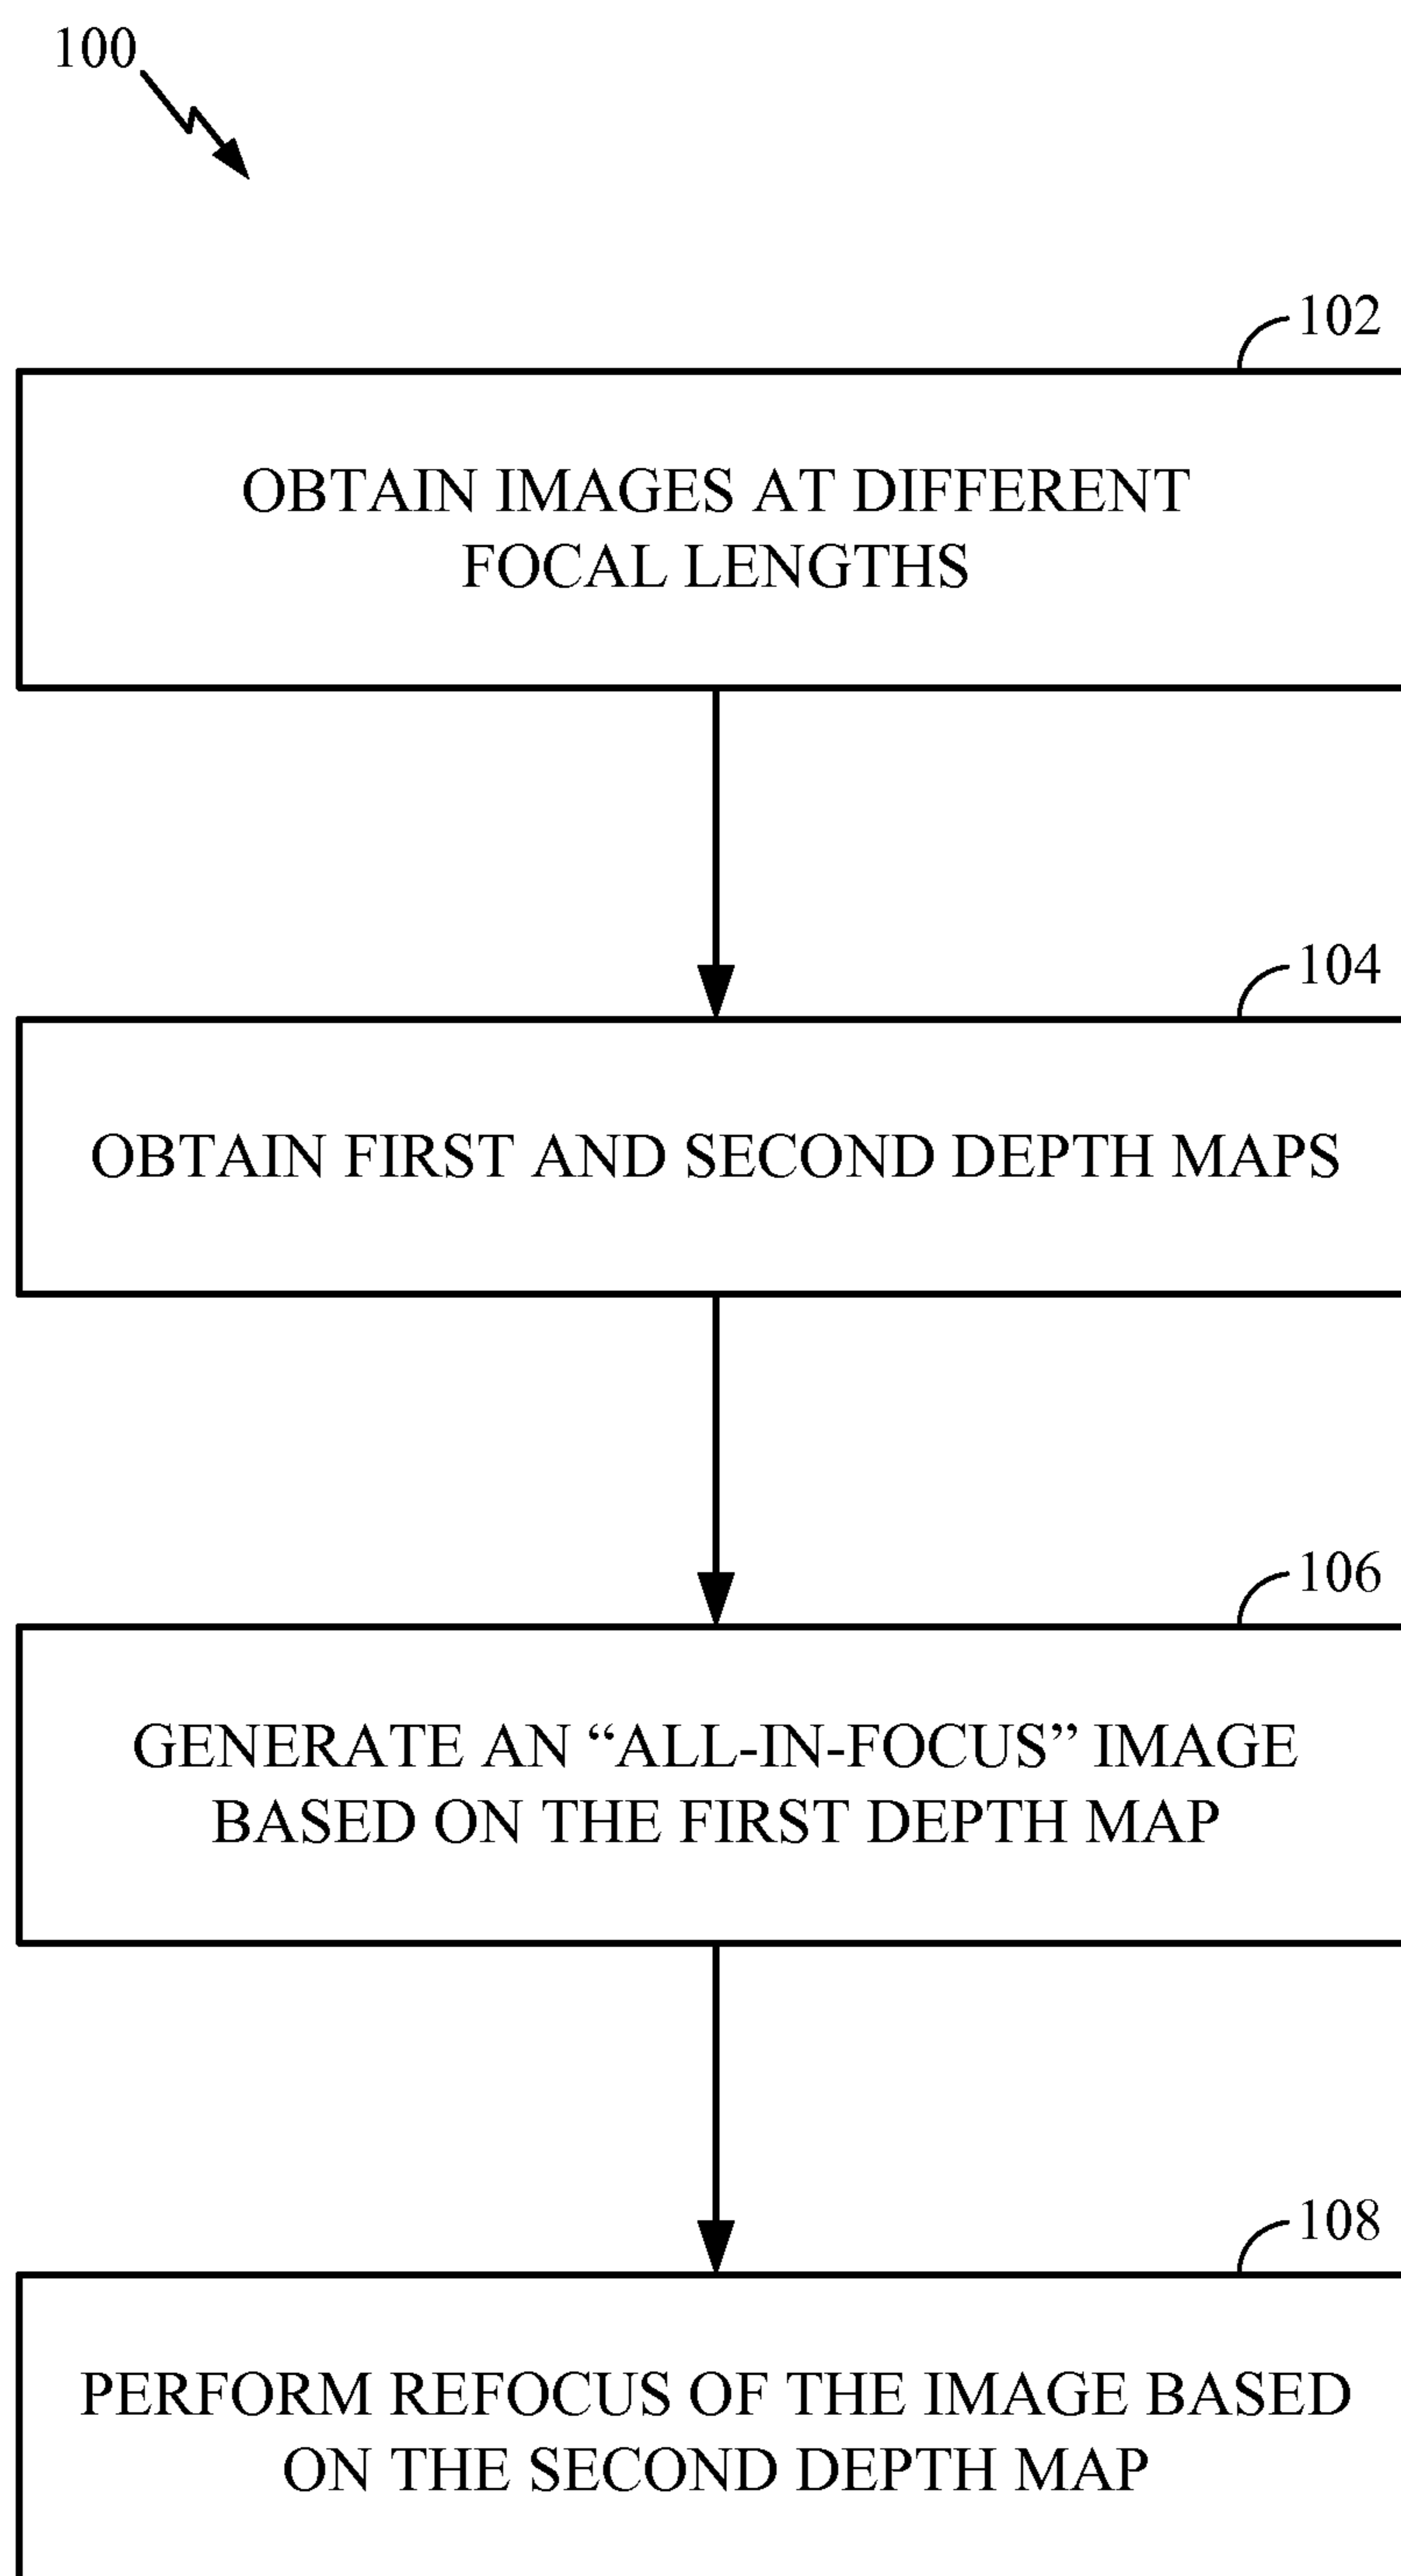 100
102
OBTAIN IMAGES AT DIFFERENT
FOCAL LENGTHS
104
OBTAIN FIRST AND SECOND DEPTH MAPS
106
GENERATE AN “ALL-IN-FOCUS” IMAGE
BASED ON THE FIRST DEPTH MAP
108
PERFORM REFOCUS OF THE IMAGE BASED
ON THE SECOND DEPTH MAP